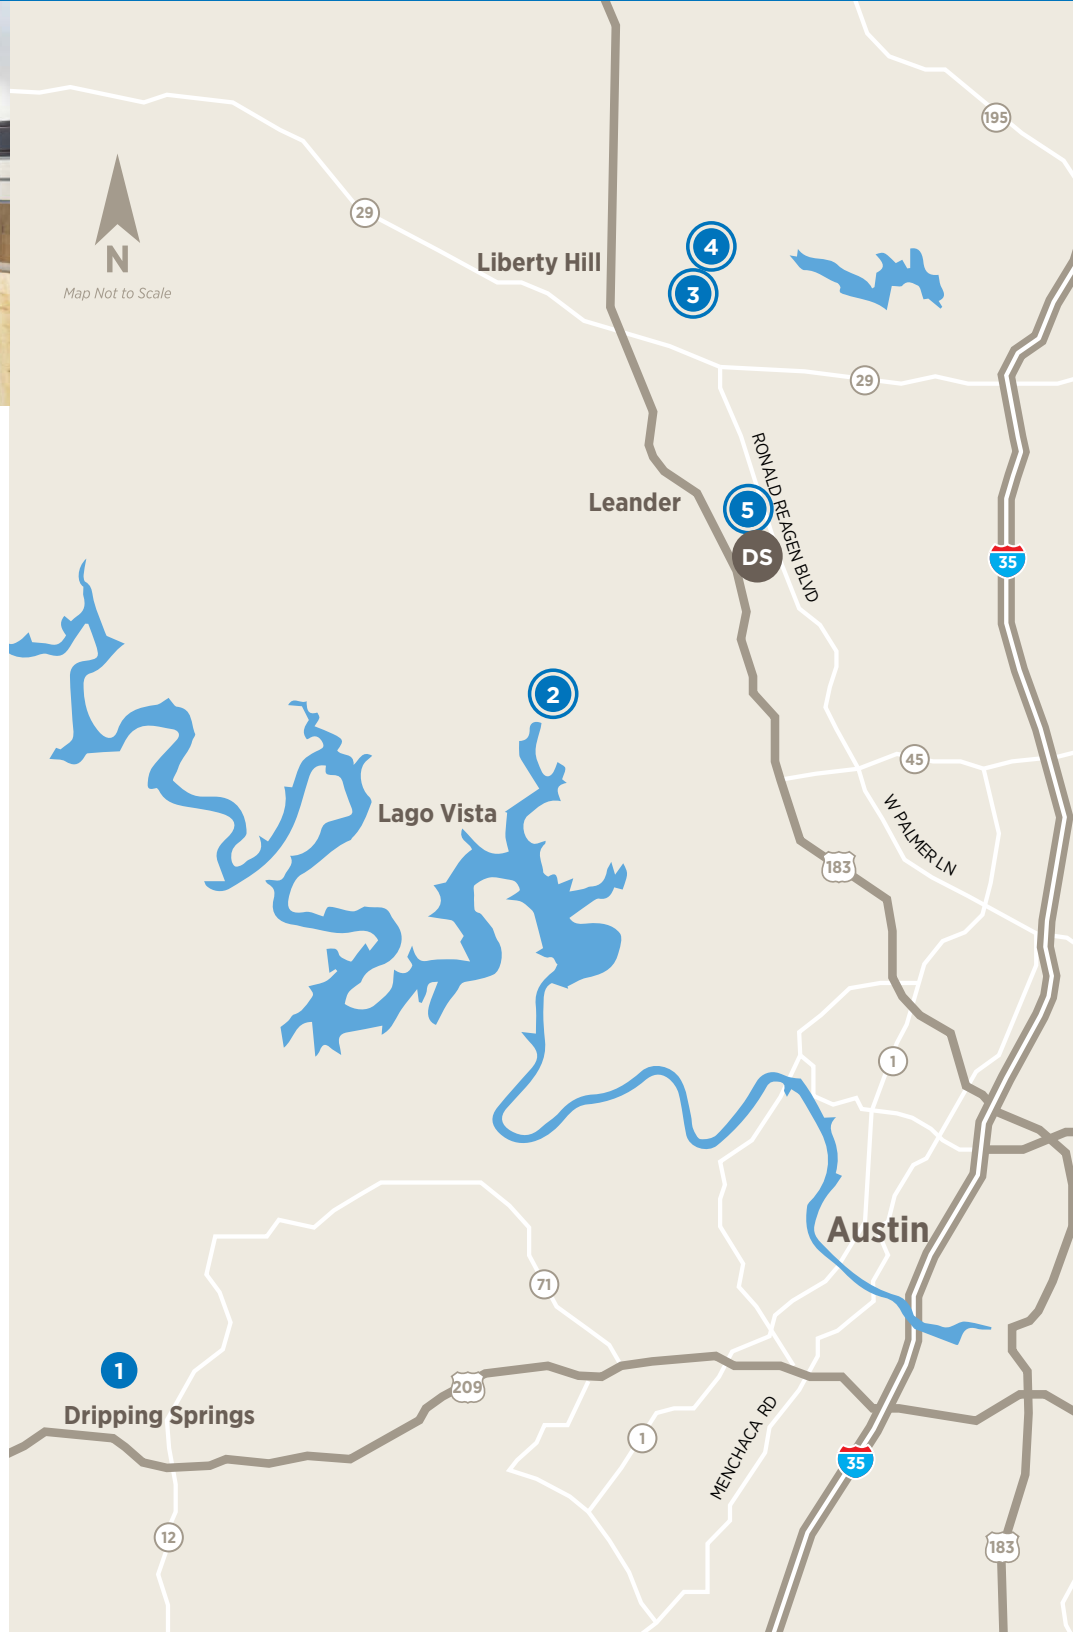 195
29
4
Liberty Hill
3
N
Map Not to Scale
29
RONALD REAGEN BLVD
Leander
5
DS
35
2
45
Lago Vista
W PALMER LN
183
1
Austin
71
1
Dripping Springs
209
MENCHACA RD
1
35
12
183